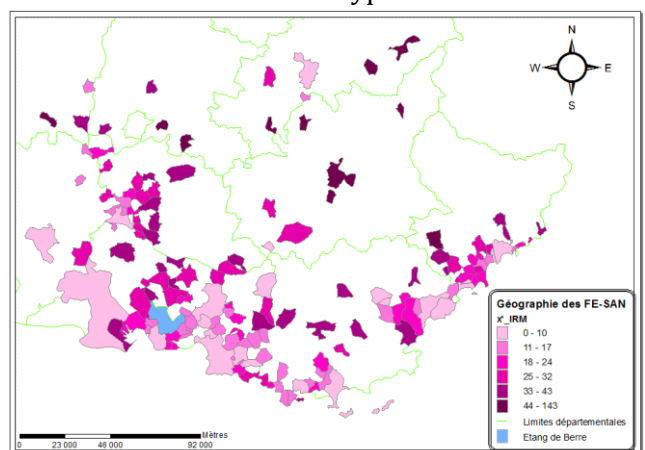 N
W E
S
Géographie des FE-SAN
x'_IRM
0 - 10
11 - 17
18 - 24
25 - 32
33 - 43
44 - 143
Limites départementales
Etang de Berre
Mètres
0 23 000 46 000 92 000